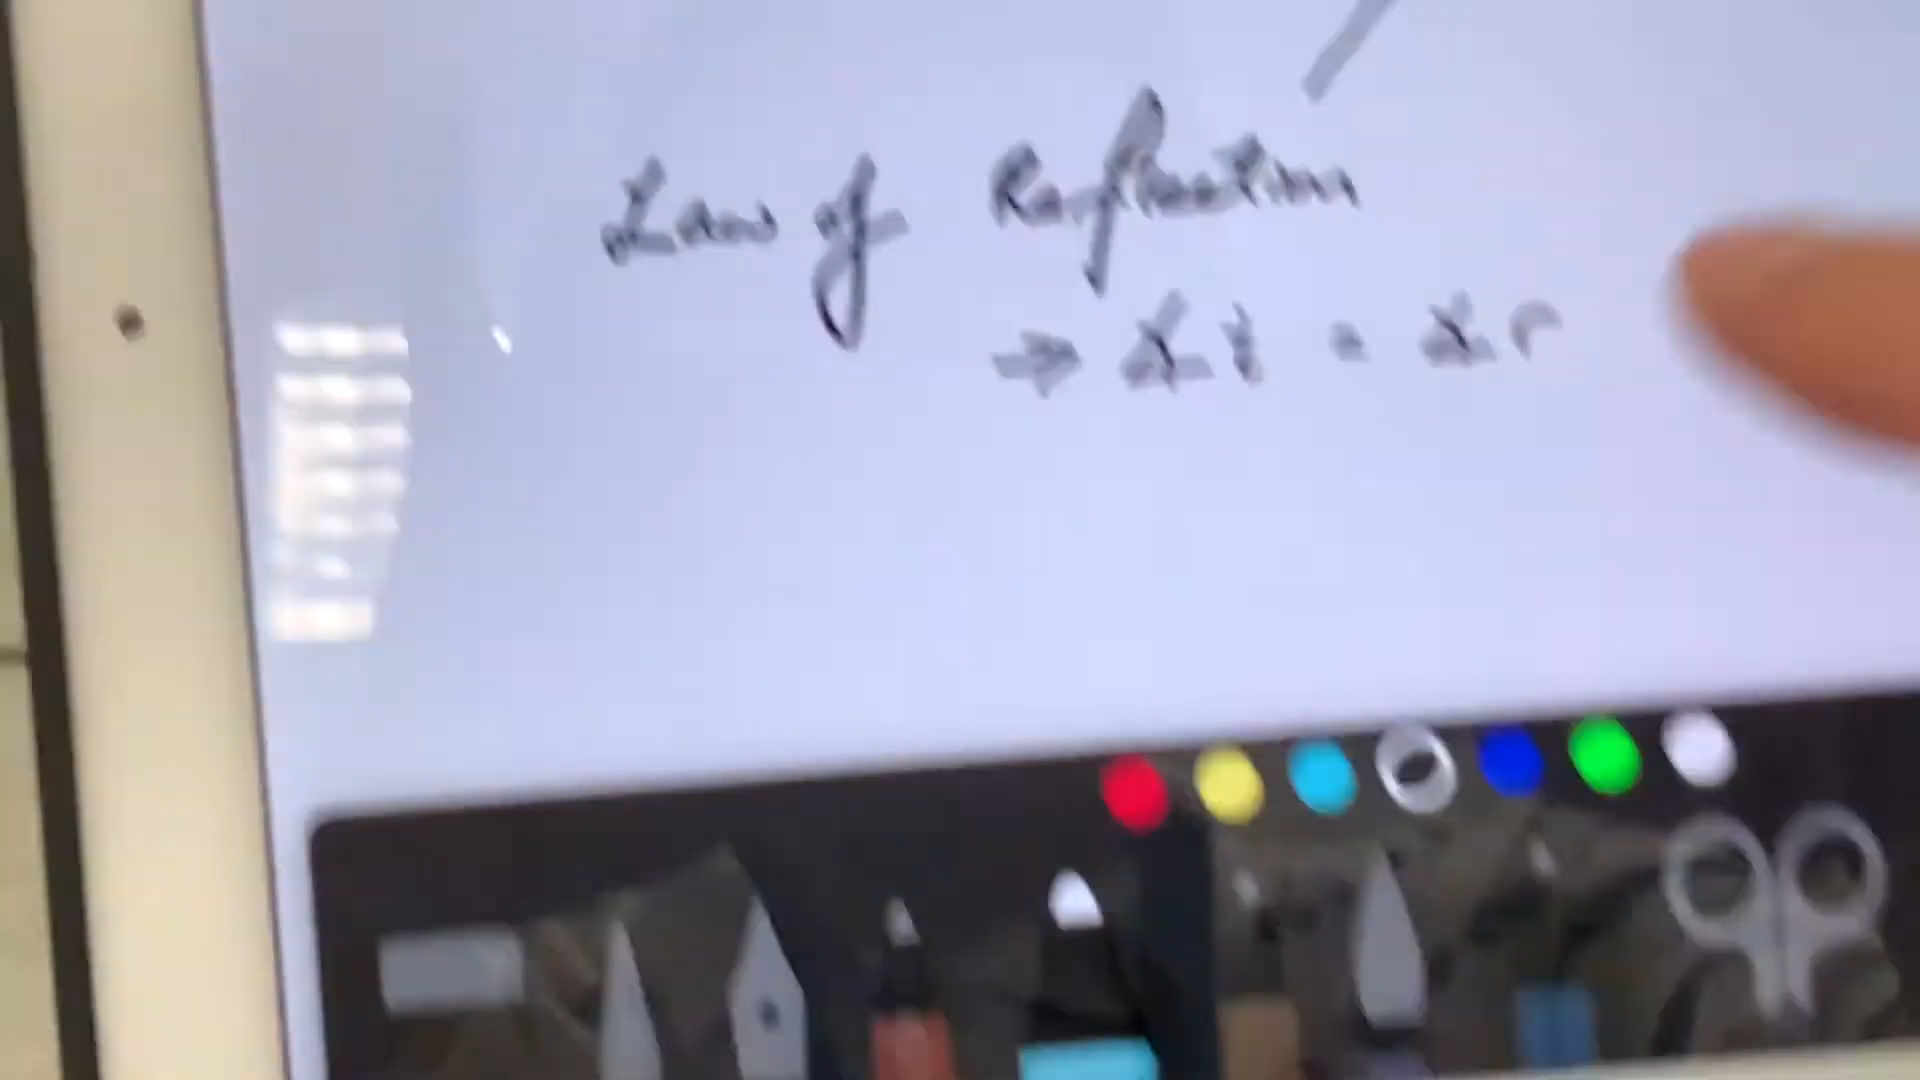 Law of Reflection
→ ∠i = ∠r